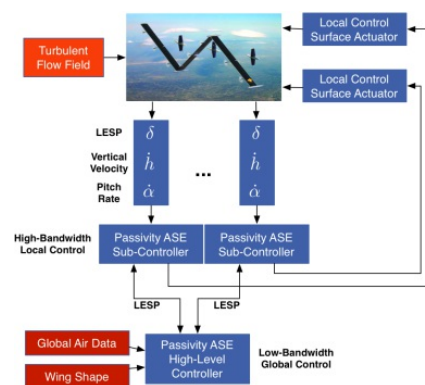 Turbulent
Flow Field
Local Control
Surface Actuator
Local Control
Surface Actuator
LESP
δ
δ
Vertical
Velocity
ḣ
ḣ
...
Pitch
Rate
α̇
α̇
High-Bandwidth
Local Control
Passivity ASE
Sub-Controller
Passivity ASE
Sub-Controller
LESP
LESP
Global Air Data
Wing Shape
Passivity ASE
High-Level
Controller
Low-Bandwidth
Global Control